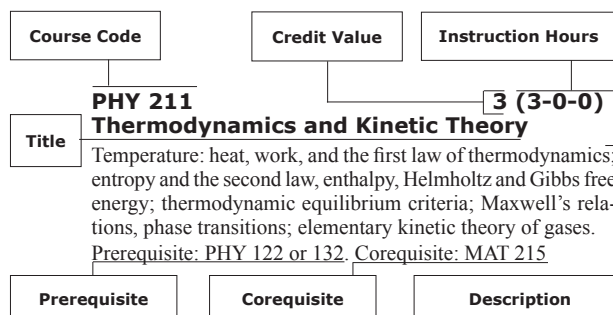 Course Code
Credit Value
Instruction Hours
PHY 211
3 (3-0-0)
Title
Thermodynamics and Kinetic Theory
Temperature: heat, work, and the first law of thermodynamics;
entropy and the second law, enthalpy, Helmholtz and Gibbs free
energy; thermodynamic equilibrium criteria; Maxwell's rela-
tions, phase transitions; elementary kinetic theory of gases.
Prerequisite: PHY 122 or 132. Corequisite: MAT 215
Prerequisite
Corequisite
Description